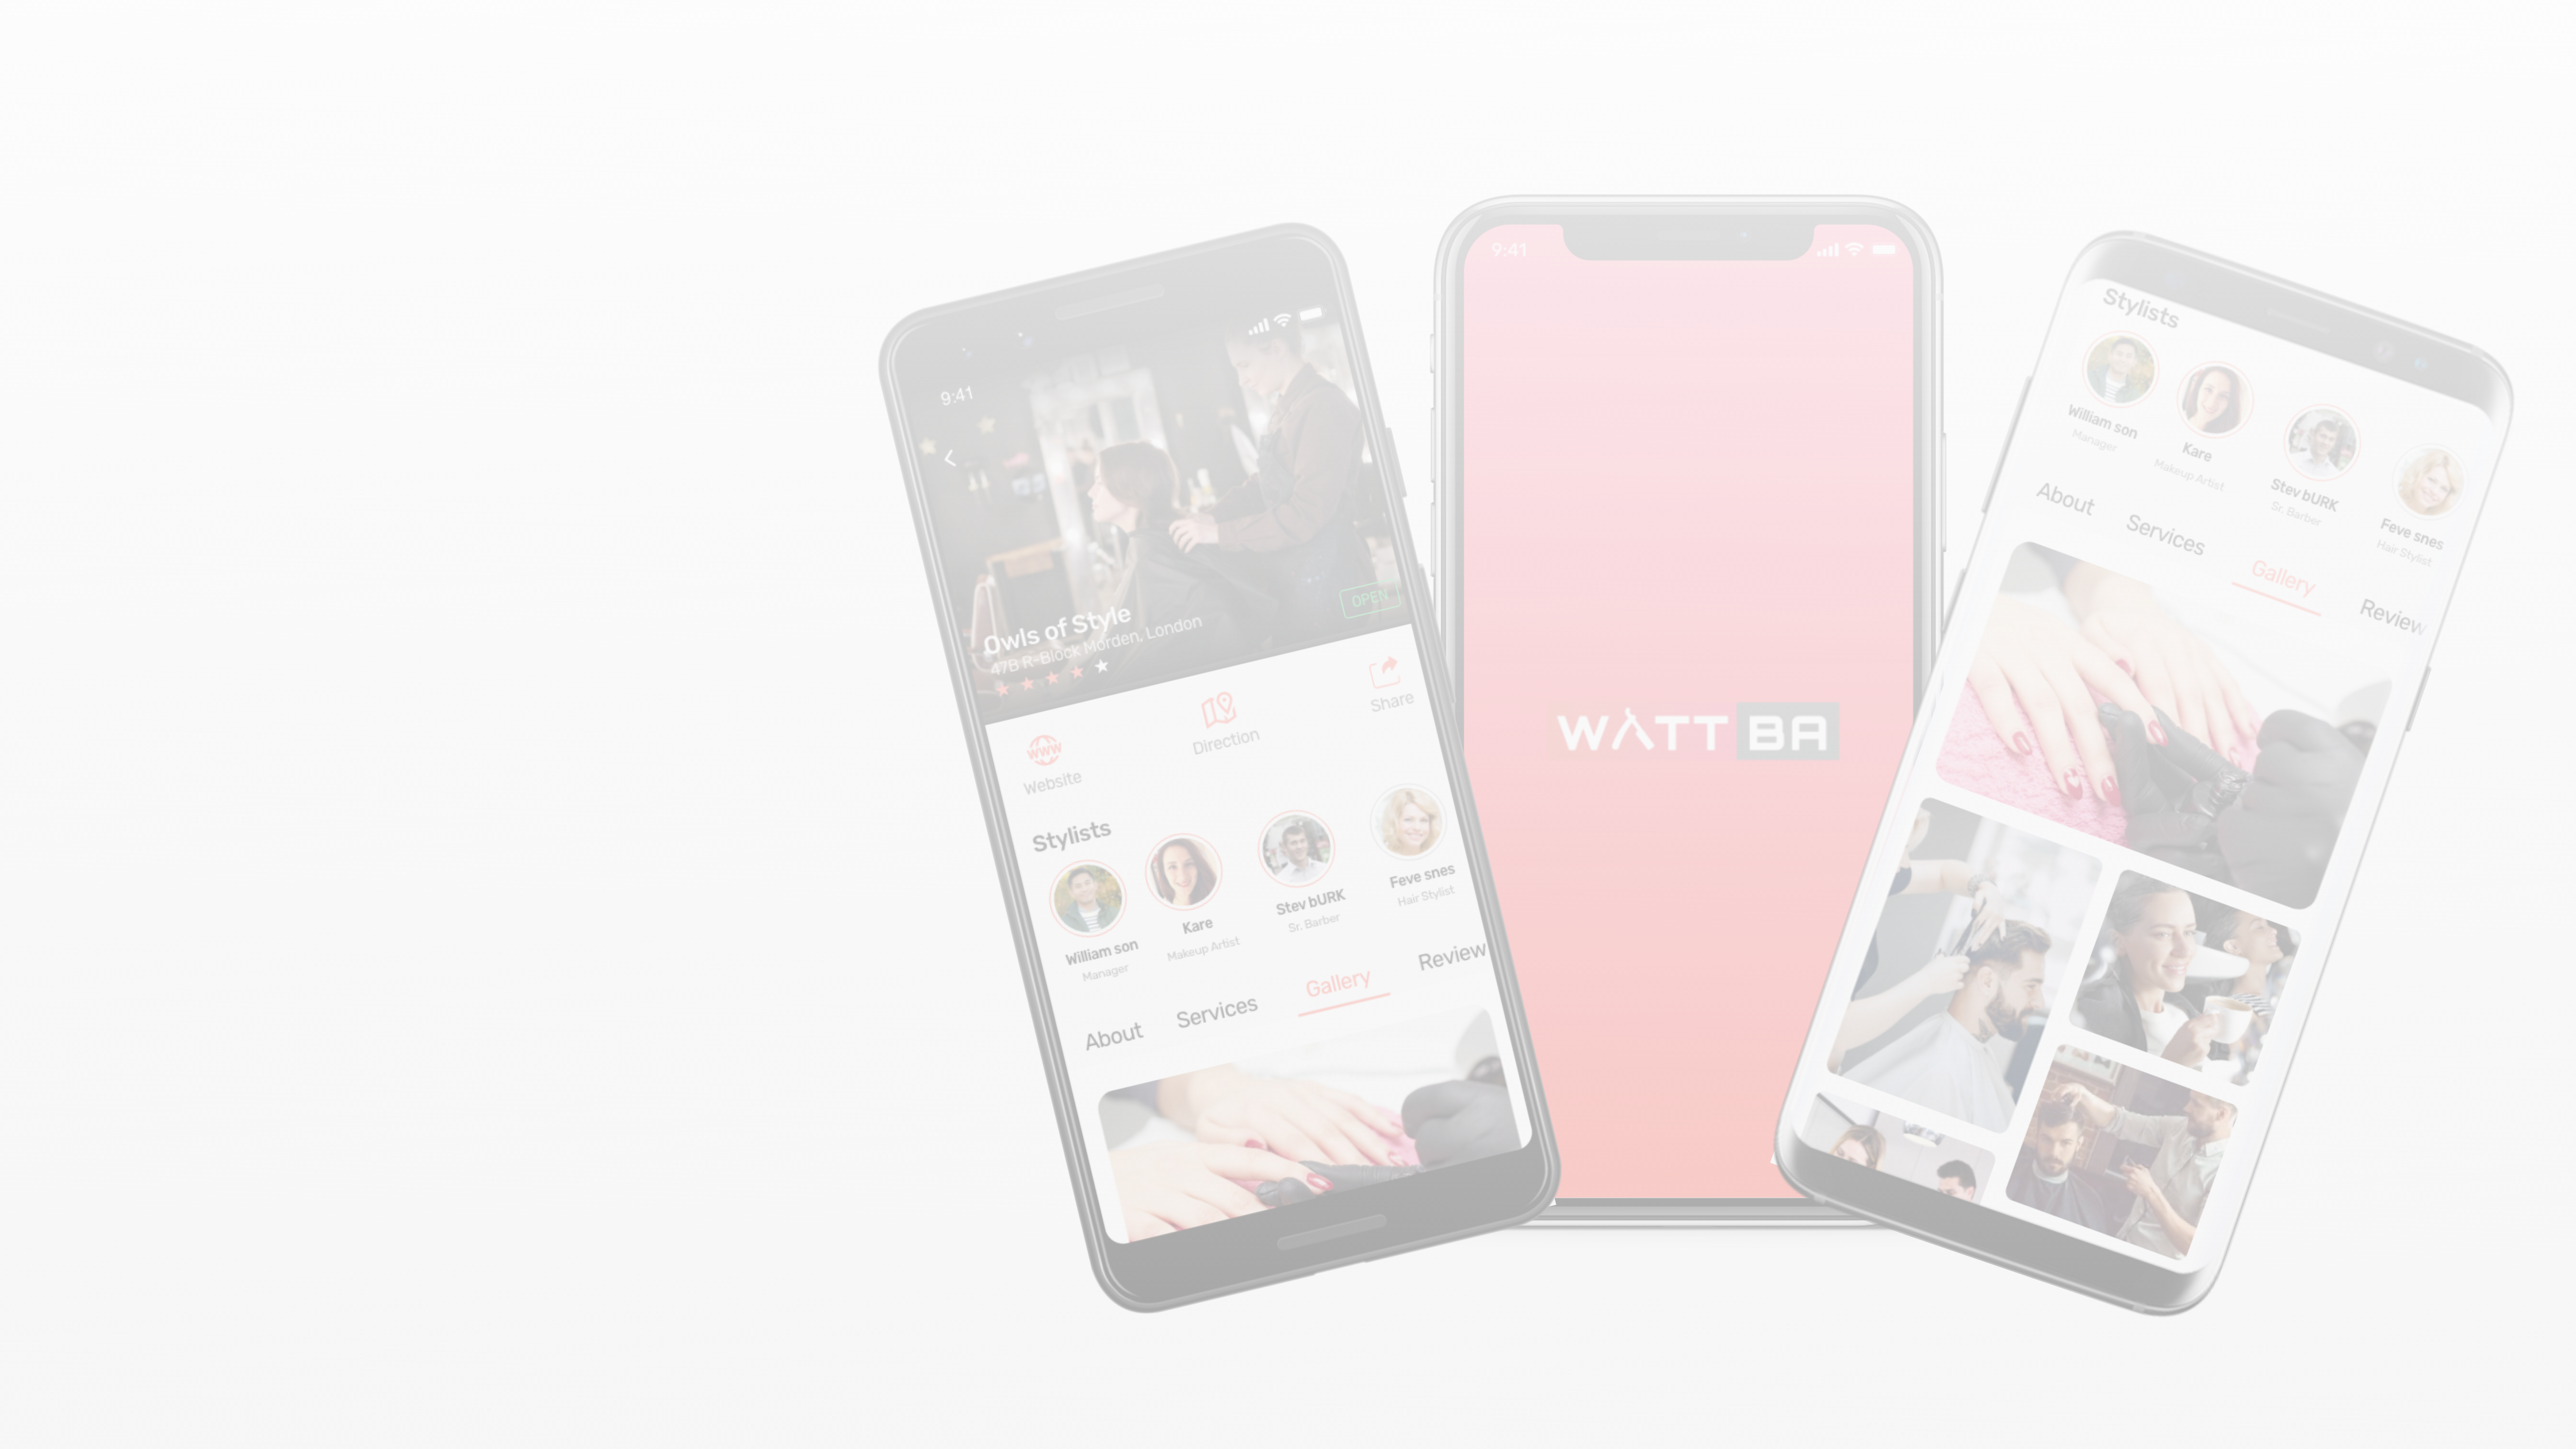 9:41
Owls of Style
47B R-Block Morden, London
OPEN
www
Website
Direction
Share
Stylists
William son
Manager
Kare
Makeup Artist
Stev bURK
Sr. Barber
Feve snes
Hair Stylist
About
Services
Gallery
Review
9:41
WATT BA
Stylists
William son
Manager
Kare
Makeup Artist
Stev bURK
Sr. Barber
Feve snes
Hair Stylist
About
Services
Gallery
Review